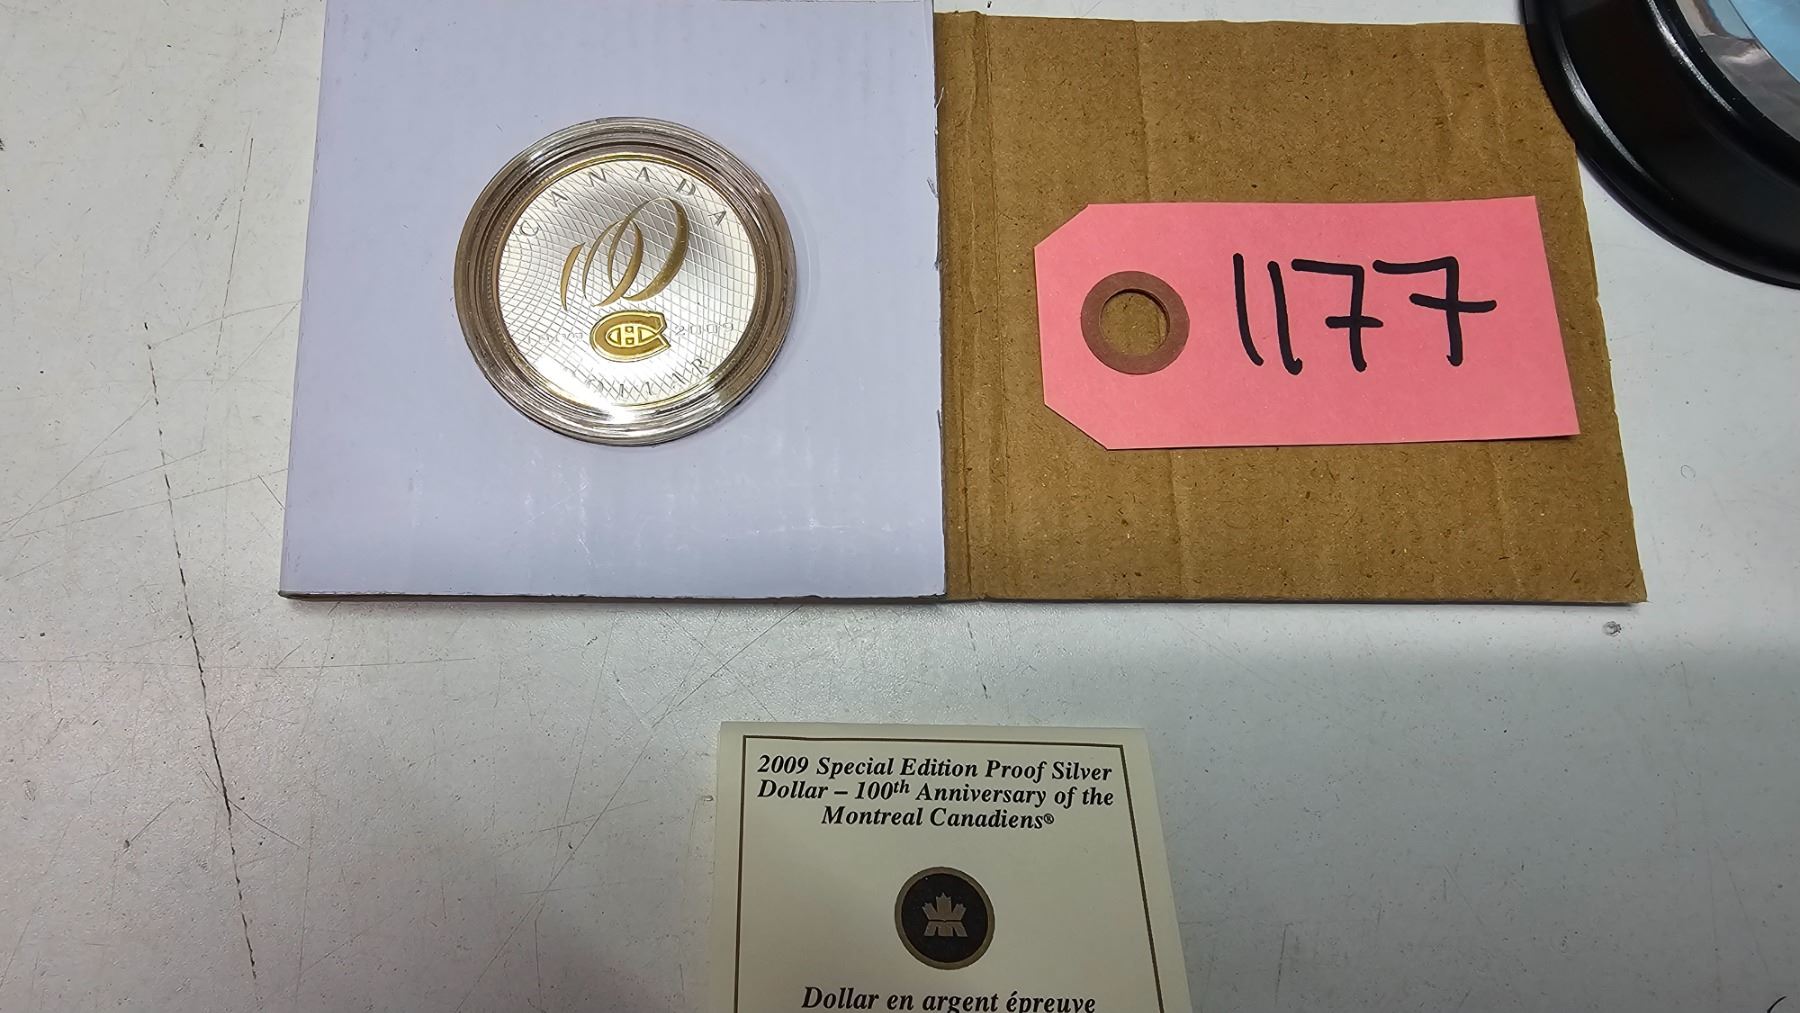 CANADA
100
2009
DOLLAR
1177
2009 Special Edition Proof Silver
Dollar – 100th Anniversary of the
Montreal Canadiens®
Dollar en argent épreuve